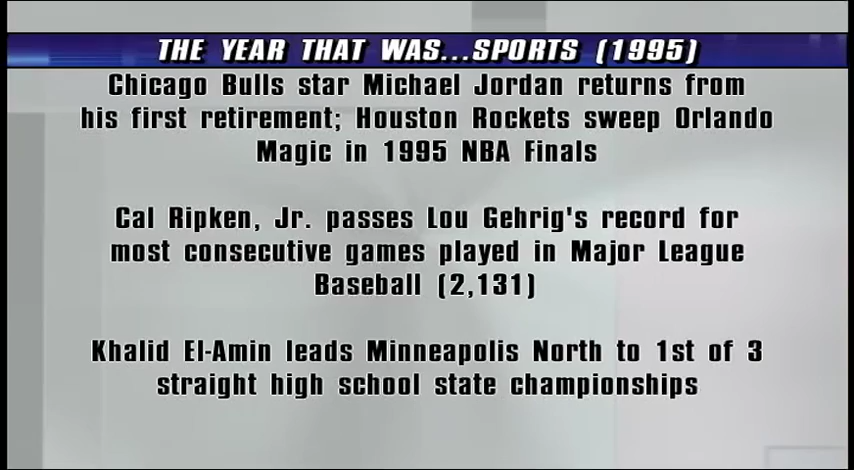 THE YEAR THAT WAS...SPORTS (1995)
Chicago Bulls star Michael Jordan returns from
his first retirement; Houston Rockets sweep Orlando
Magic in 1995 NBA Finals
Cal Ripken, Jr. passes Lou Gehrig's record for
most consecutive games played in Major League
Baseball (2,131)
Khalid El-Amin leads Minneapolis North to 1st of 3
straight high school state championships